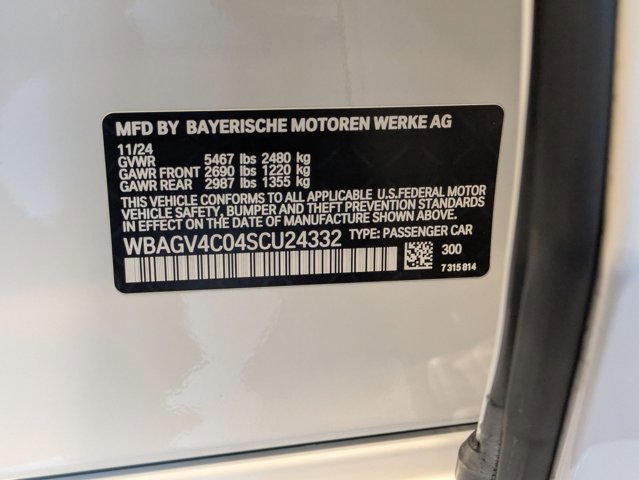 MFD BY BAYERISCHE MOTOREN WERKE AG
11/24
GVWR 5467 lbs 2480 kg
GAWR FRONT 2690 lbs 1220 kg
GAWR REAR 2987 lbs 1355 kg
THIS VEHICLE CONFORMS TO ALL APPLICABLE U.S.FEDERAL MOTOR
VEHICLE SAFETY, BUMPER, AND THEFT PREVENTION STANDARDS
IN EFFECT ON THE DATE OF MANUFACTURE SHOWN ABOVE.
WBAGV4C04SCU24332 TYPE: PASSENGER CAR
300
7 315 814